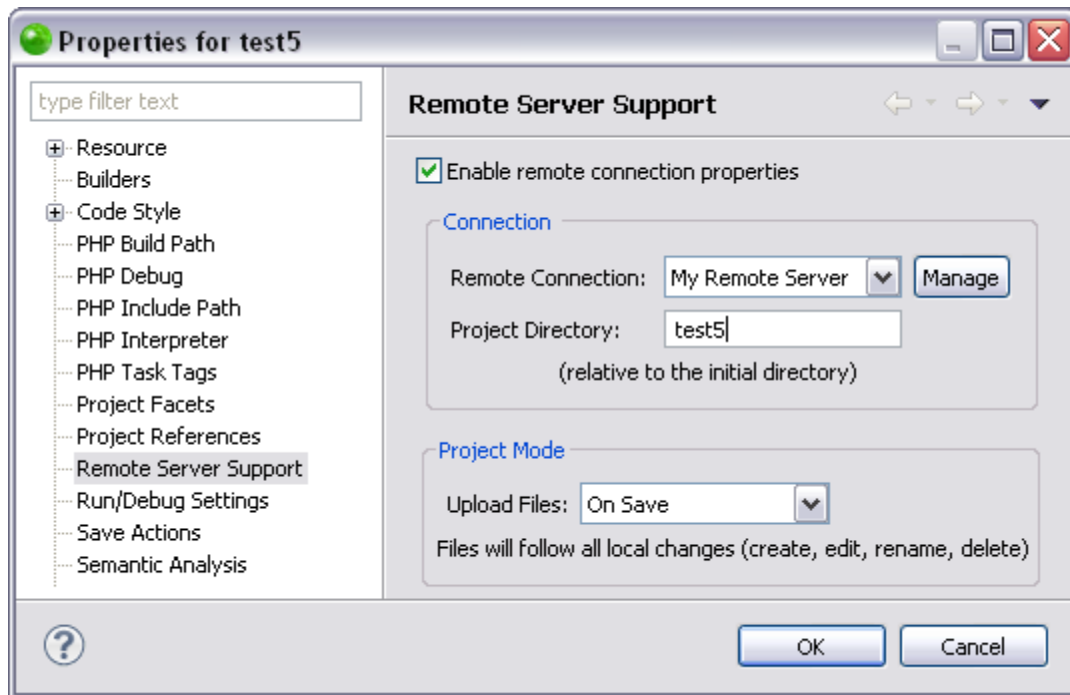 Properties for test5
type filter text
Resource
Builders
Code Style
PHP Build Path
PHP Debug
PHP Include Path
PHP Interpreter
PHP Task Tags
Project Facets
Project References
Remote Server Support
Run/Debug Settings
Save Actions
Semantic Analysis
Remote Server Support
Enable remote connection properties
Connection
Remote Connection: My Remote Server Manage
Project Directory: test5
(relative to the initial directory)
Project Mode
Upload Files: On Save
Files will follow all local changes (create, edit, rename, delete)
? OK Cancel